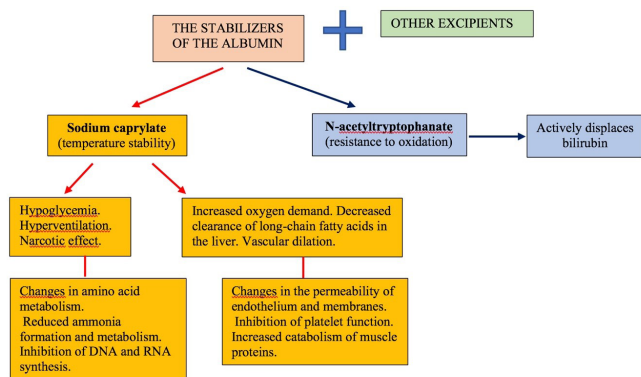 THE STABILIZERS
OF THE ALBUMIN
OTHER EXCIPIENTS
Sodium caprylate
(temperature stability)
N-acetyltryptophanate
(resistance to oxidation)
Actively displaces
bilirubin
Hypoglycemia.
Hyperventilation.
Narcotic effect.
Increased oxygen demand. Decreased
clearance of long-chain fatty acids in
the liver. Vascular dilation.
Changes in amino acid
metabolism.
Reduced ammonia
formation and metabolism.
Inhibition of DNA and RNA
synthesis.
Changes in the permeability of
endothelium and membranes.
Inhibition of platelet function.
Increased catabolism of muscle
proteins.